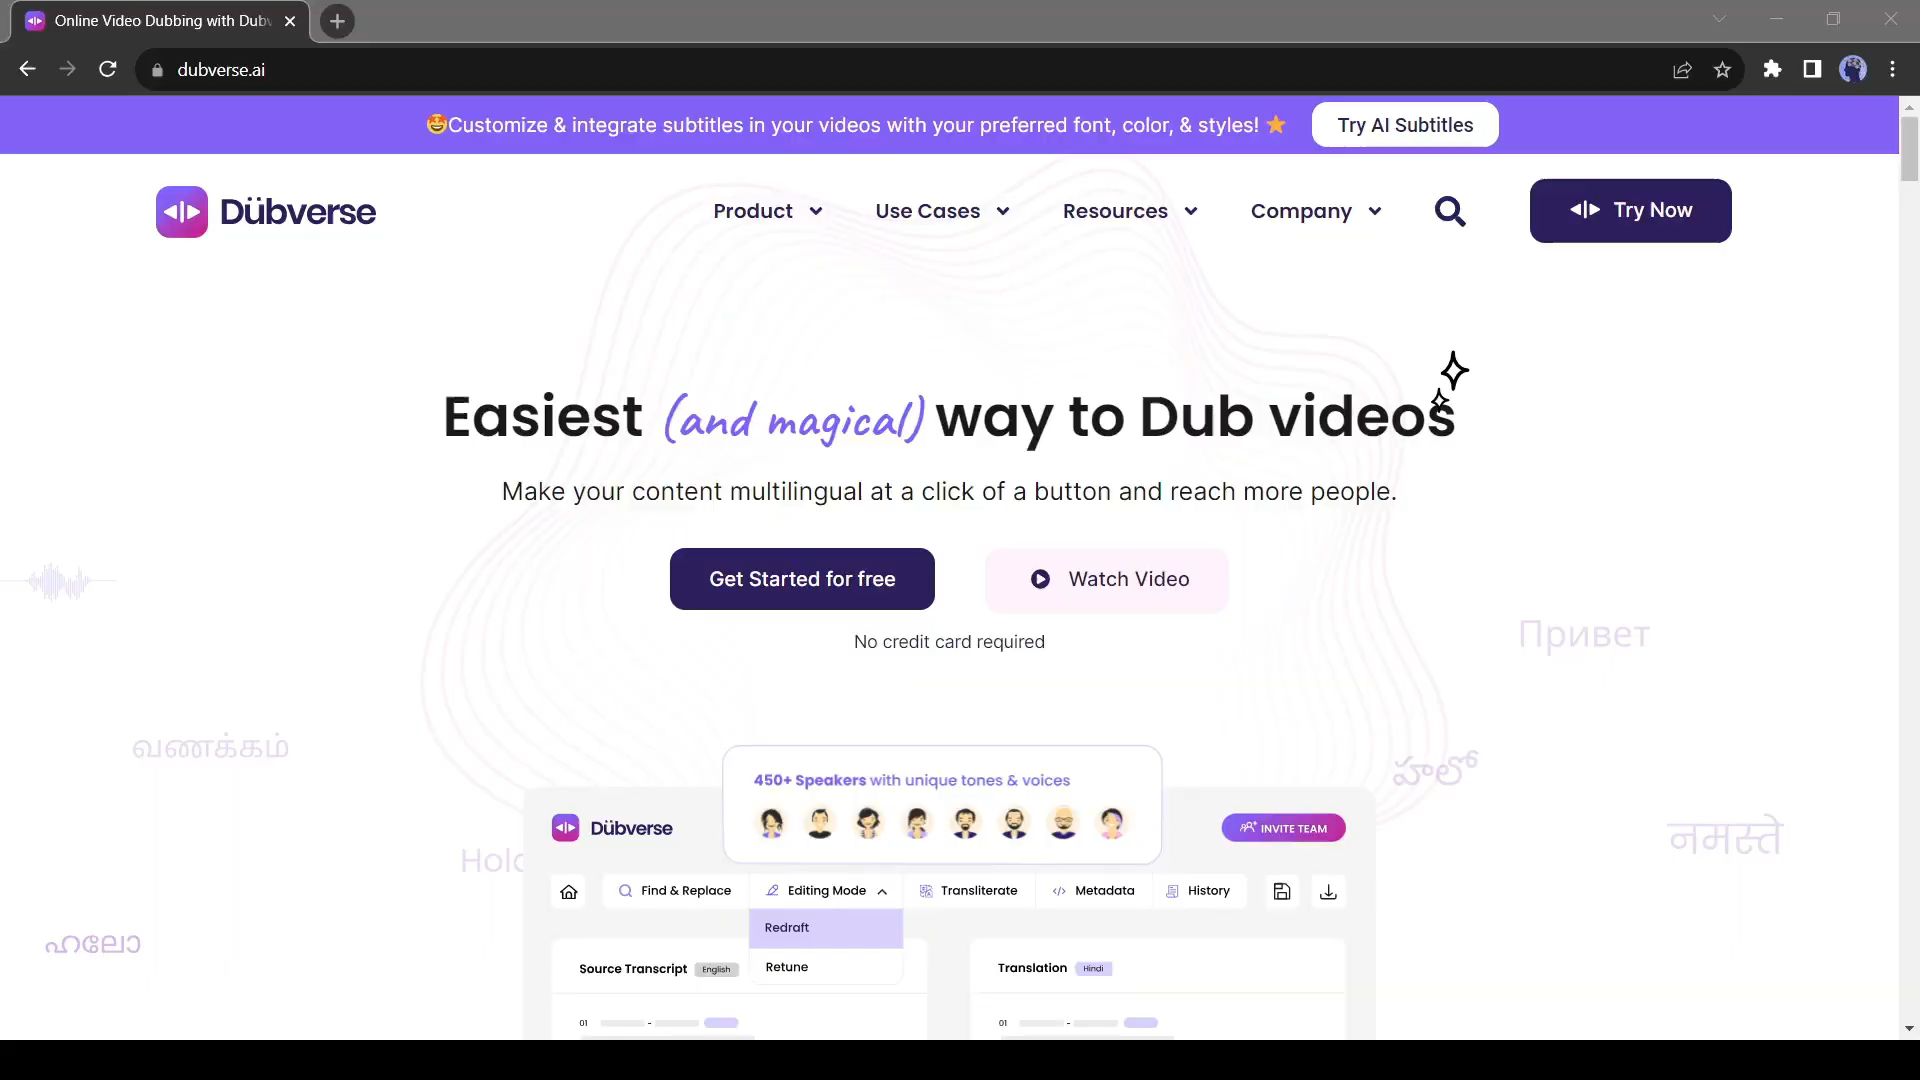 Online Video Dubbing with Dub
dubverse.ai
Customize & integrate subtitles in your videos with your preferred font, color, & styles!
Try AI Subtitles
Dübverse
Product
Use Cases
Resources
Company
Try Now
Easiest (and magical) way to Dub videos
Make your content multilingual at a click of a button and reach more people.
Get Started for free
Watch Video
No credit card required
Привет
வணக்கம்
హలో
नमस्ते
450+ Speakers with unique tones & voices
Dübverse
INVITE TEAM
Hola
Find & Replace
Editing Mode
Transliterate
Metadata
History
Redraft
Retune
ഹലോ
Source Transcript English
Translation Hindi
01
01